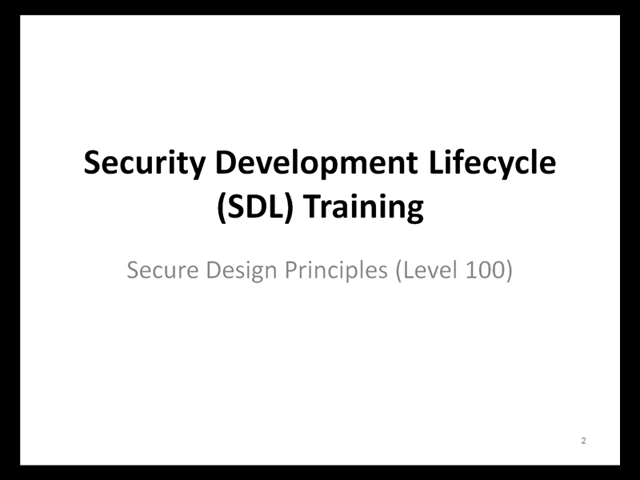 Security Development Lifecycle
(SDL) Training
Secure Design Principles (Level 100)
2